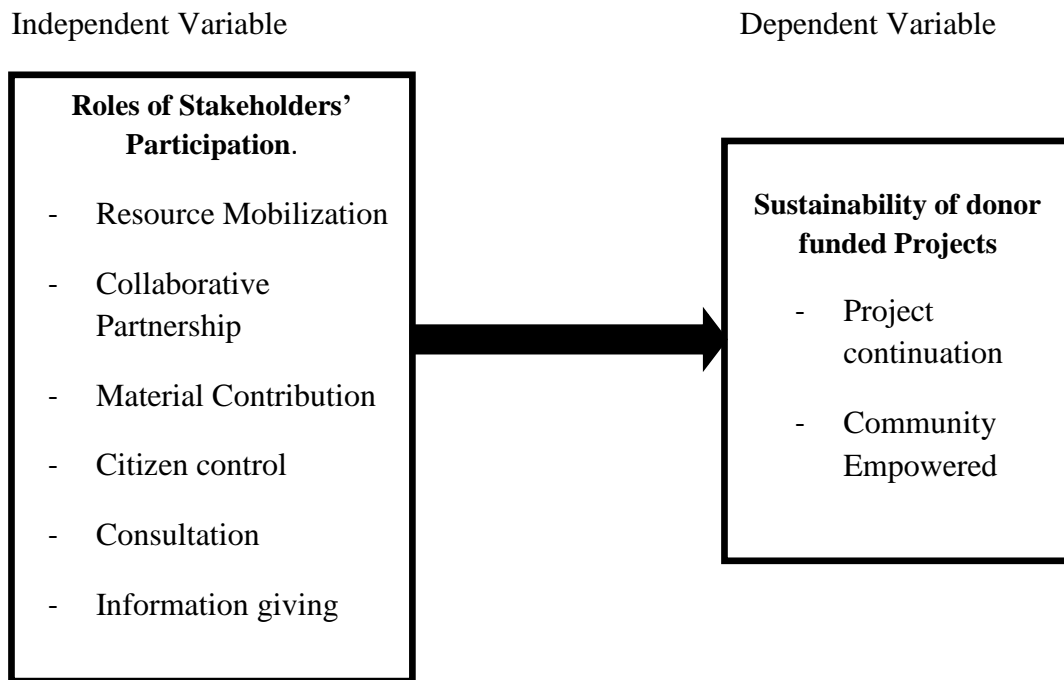 Independent Variable
Dependent Variable
Roles of Stakeholders’
Participation.
- Resource Mobilization
- Collaborative
Partnership
- Material Contribution
- Citizen control
- Consultation
- Information giving
Sustainability of donor
funded Projects
- Project
continuation
- Community
Empowered